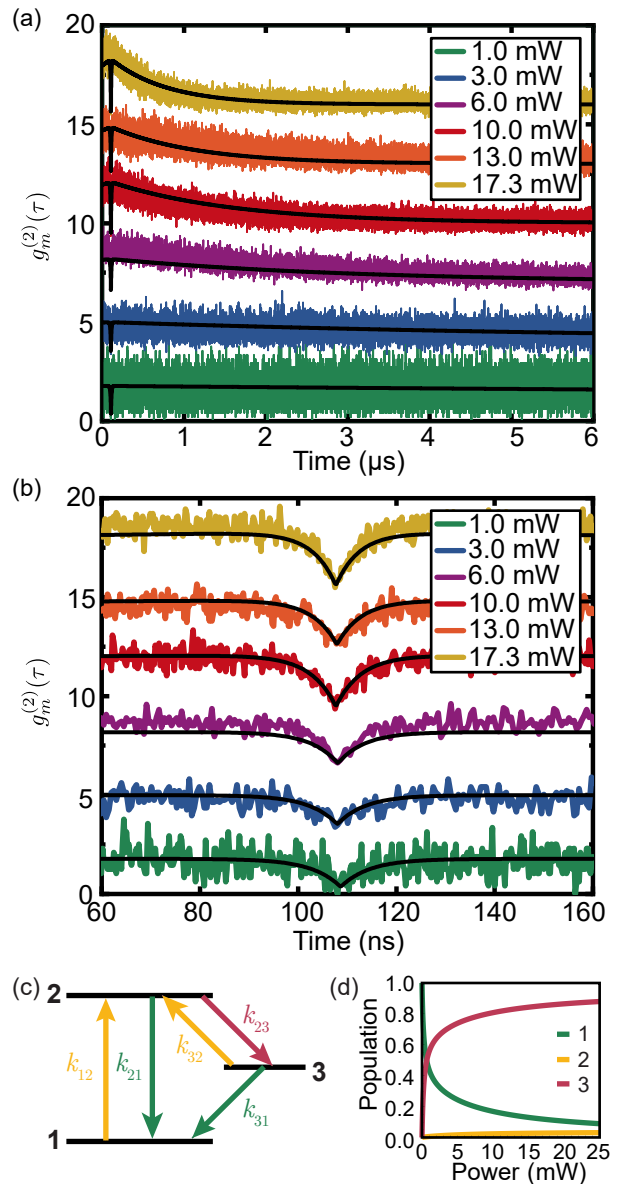 (a)
20
15
10
5
0
g_m^{(2)}(τ)
1.0 mW
3.0 mW
6.0 mW
10.0 mW
13.0 mW
17.3 mW
0 1 2 3 4 5 6
Time (μs)
(b)
20
15
10
5
0
g_m^{(2)}(τ)
1.0 mW
3.0 mW
6.0 mW
10.0 mW
13.0 mW
17.3 mW
60 80 100 120 140 160
Time (ns)
(c)
2
k_{12}
k_{21}
k_{32}
k_{23}
3
k_{31}
1
(d)
Population
1.0
0.8
0.6
0.4
0.2
0.0
1
2
3
0 5 10 15 20 25
Power (mW)